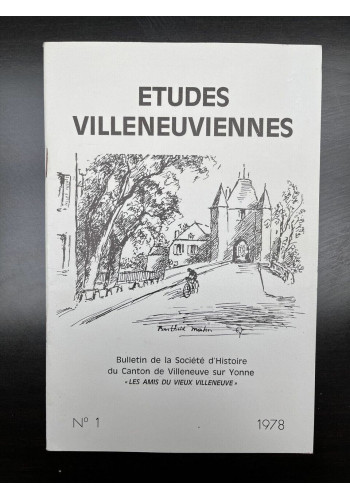 ETUDES
VILLENEUVIENNES
Bulletin de la Société d'Histoire
du Canton de Villeneuve sur Yonne
« LES AMIS DU VIEUX VILLENEUVE »
N° 1 1978